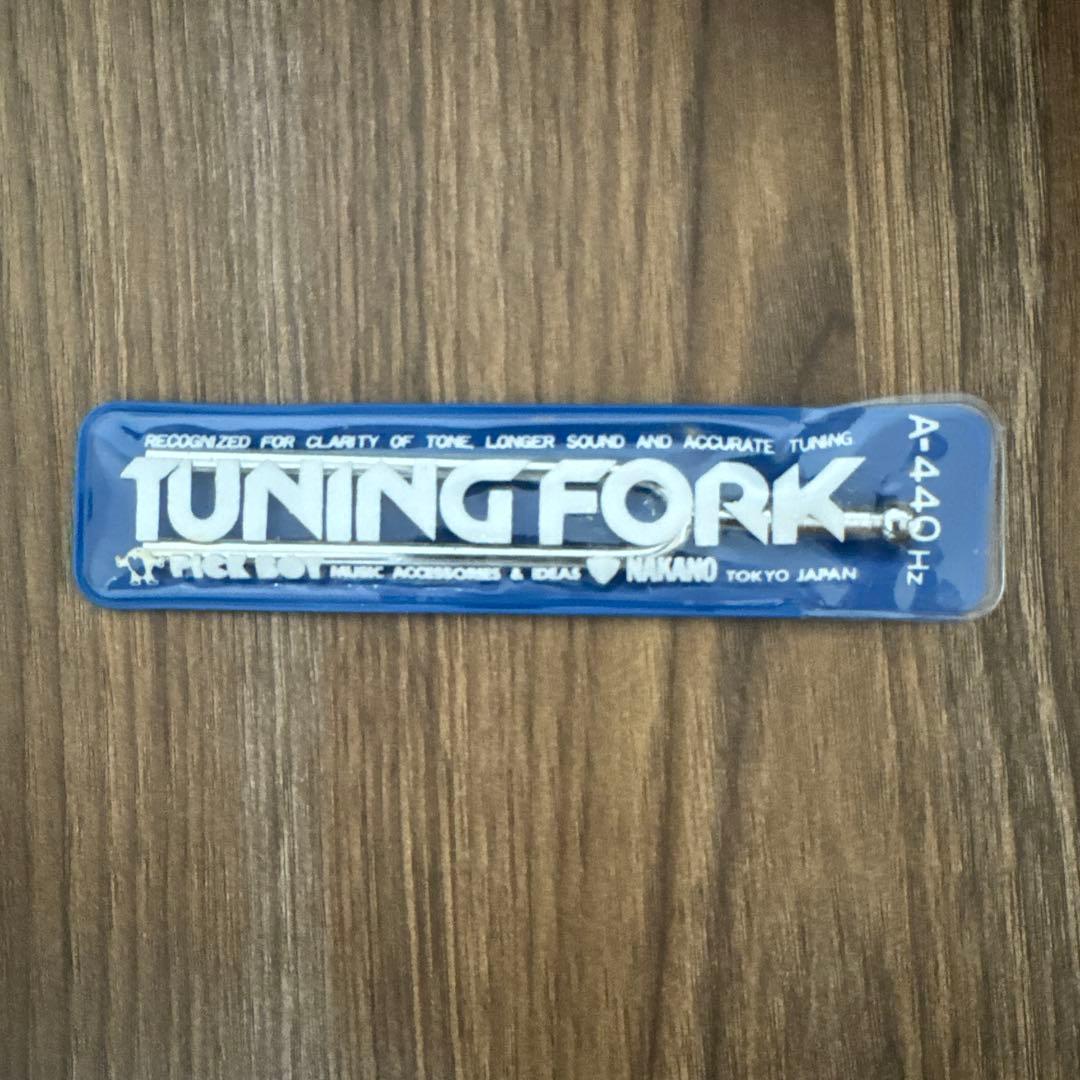 RECOGNIZED FOR CLARITY OF TONE, LONGER SOUND AND ACCURATE TUNING
TUNING FORK
PICK BOY MUSIC ACCESSORIES & IDEAS NAKANO TOKYO JAPAN
A-440Hz